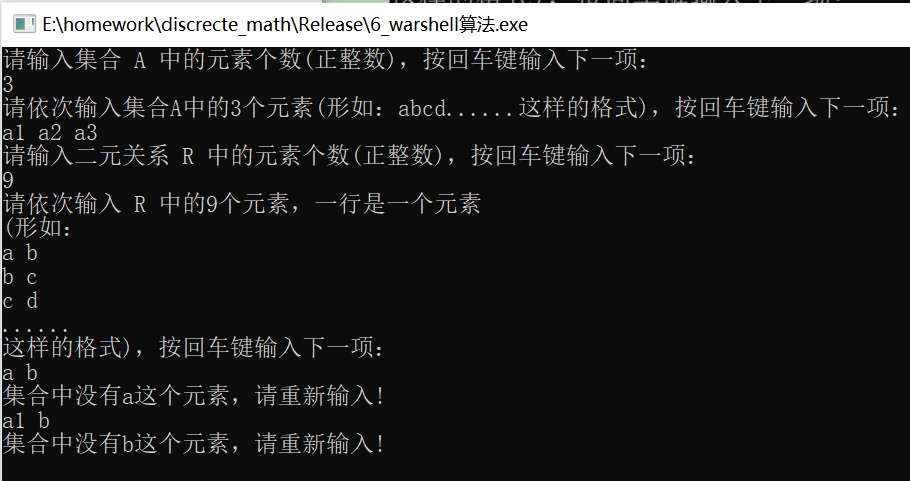 E:\homework\discrecte_math\Release\6_warshell算法.exe
请输入集合 A 中的元素个数(正整数)，按回车键输入下一项：
3
请依次输入集合A中的3个元素(形如：abcd......这样的格式)，按回车键输入下一项：
a1 a2 a3
请输入二元关系 R 中的元素个数(正整数)，按回车键输入下一项：
9
请依次输入 R 中的9个元素，一行是一个元素
(形如：
a b
b c
c d
......
这样的格式)，按回车键输入下一项：
a b
集合中没有a这个元素，请重新输入!
a1 b
集合中没有b这个元素，请重新输入!